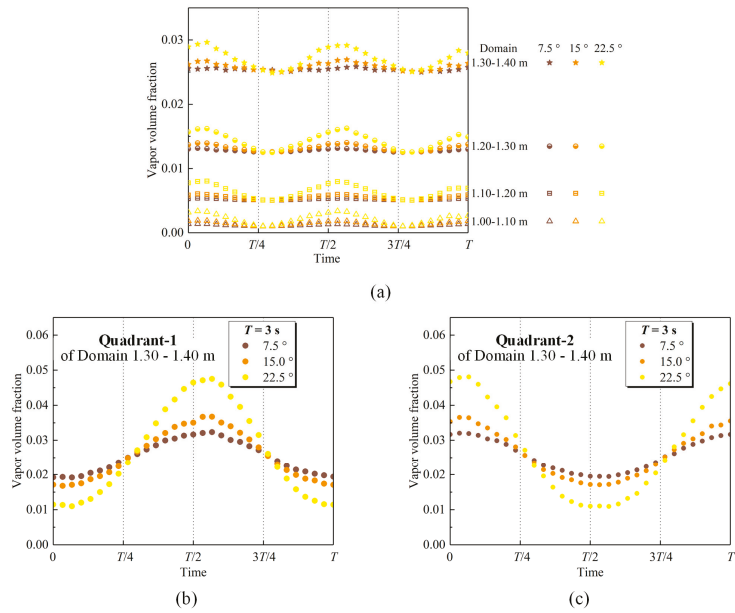 0.03
0.02
0.01
0.00
Vapor volume fraction
0
T/4
T/2
3T/4
T
Time
Domain 7.5 ° 15 ° 22.5 °
1.30-1.40 m
1.20-1.30 m
1.10-1.20 m
1.00-1.10 m
(a)
0.06
0.05
0.04
0.03
0.02
0.01
0.00
Vapor volume fraction
Quadrant-1
of Domain 1.30 - 1.40 m
T = 3 s
7.5 °
15.0 °
22.5 °
0
T/4
T/2
3T/4
T
Time
(b)
0.06
0.05
0.04
0.03
0.02
0.01
0.00
Vapor volume fraction
Quadrant-2
of Domain 1.30 - 1.40 m
T = 3 s
7.5 °
15.0 °
22.5 °
0
T/4
T/2
3T/4
T
Time
(c)